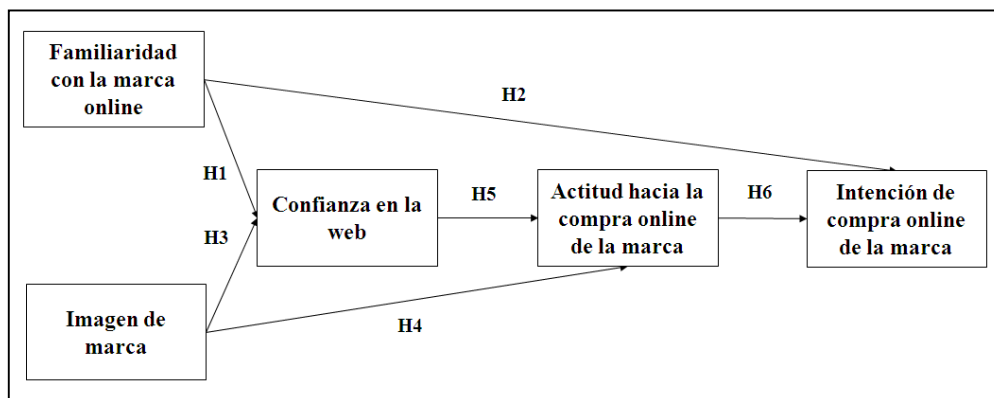 Familiaridad
con la marca
online
H2
H1
Confianza en la
web
H5
Actitud hacia la
compra online
de la marca
H6
Intención de
compra online
de la marca
H3
Imagen de
marca
H4